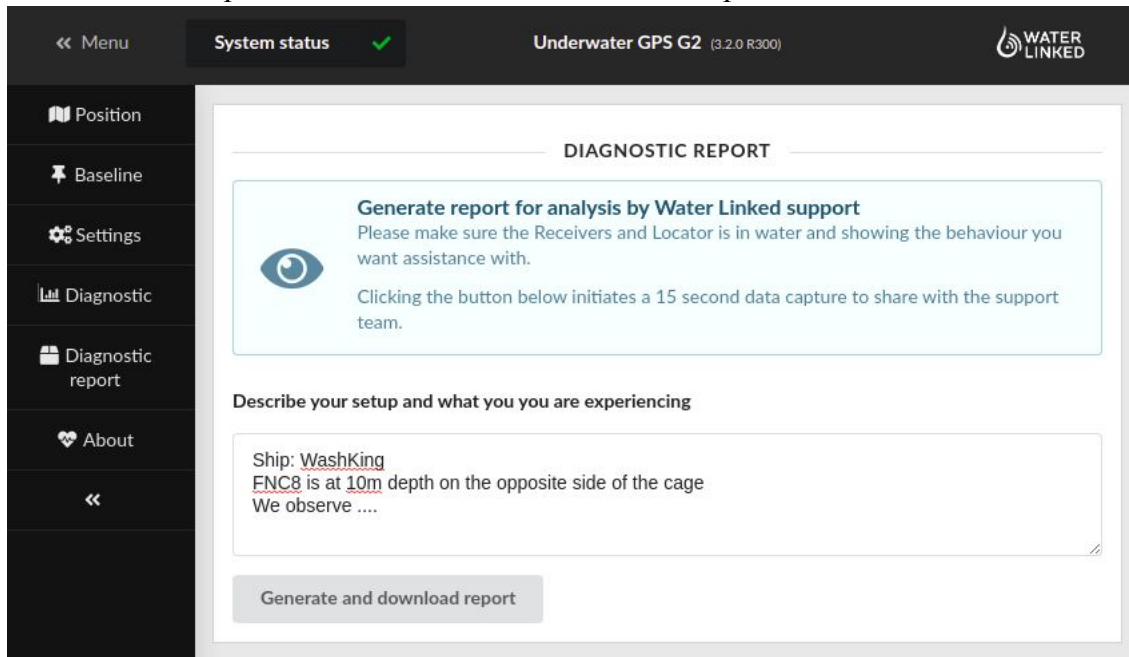 Menu
System status
Underwater GPS G2 (3.2.0 R300)
WATER
LINKED
Position
Baseline
Settings
Diagnostic
Diagnostic
report
About
DIAGNOSTIC REPORT
Generate report for analysis by Water Linked support
Please make sure the Receivers and Locator is in water and showing the behaviour you
want assistance with.
Clicking the button below initiates a 15 second data capture to share with the support
team.
Describe your setup and what you you are experiencing
Ship: WashKing
FNC8 is at 10m depth on the opposite side of the cage
We observe ....
Generate and download report